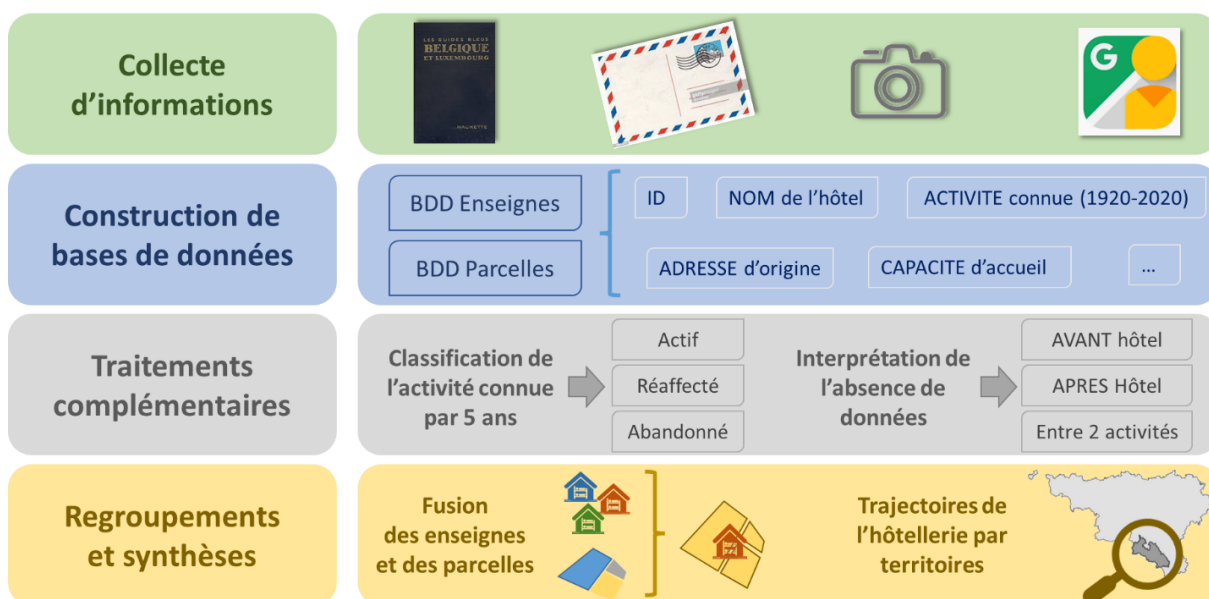 Collecte
d'informations
LES GUIDES BLEUS
BELGIQUE
ET LUXEMBOURG
HACHETTE
G
Construction de
bases de données
BDD Enseignes
BDD Parcelles
ID
NOM de l'hôtel
ACTIVITE connue (1920-2020)
ADRESSE d'origine
CAPACITE d'accueil
...
Traitements
complémentaires
Classification de
l'activité connue
par 5 ans
Actif
Réaffecté
Abandonné
Interprétation de
l'absence de
données
AVANT hôtel
APRES Hôtel
Entre 2 activités
Regroupements
et synthèses
Fusion
des enseignes
et des parcelles
Trajectoires de
l'hôtellerie par
territoires